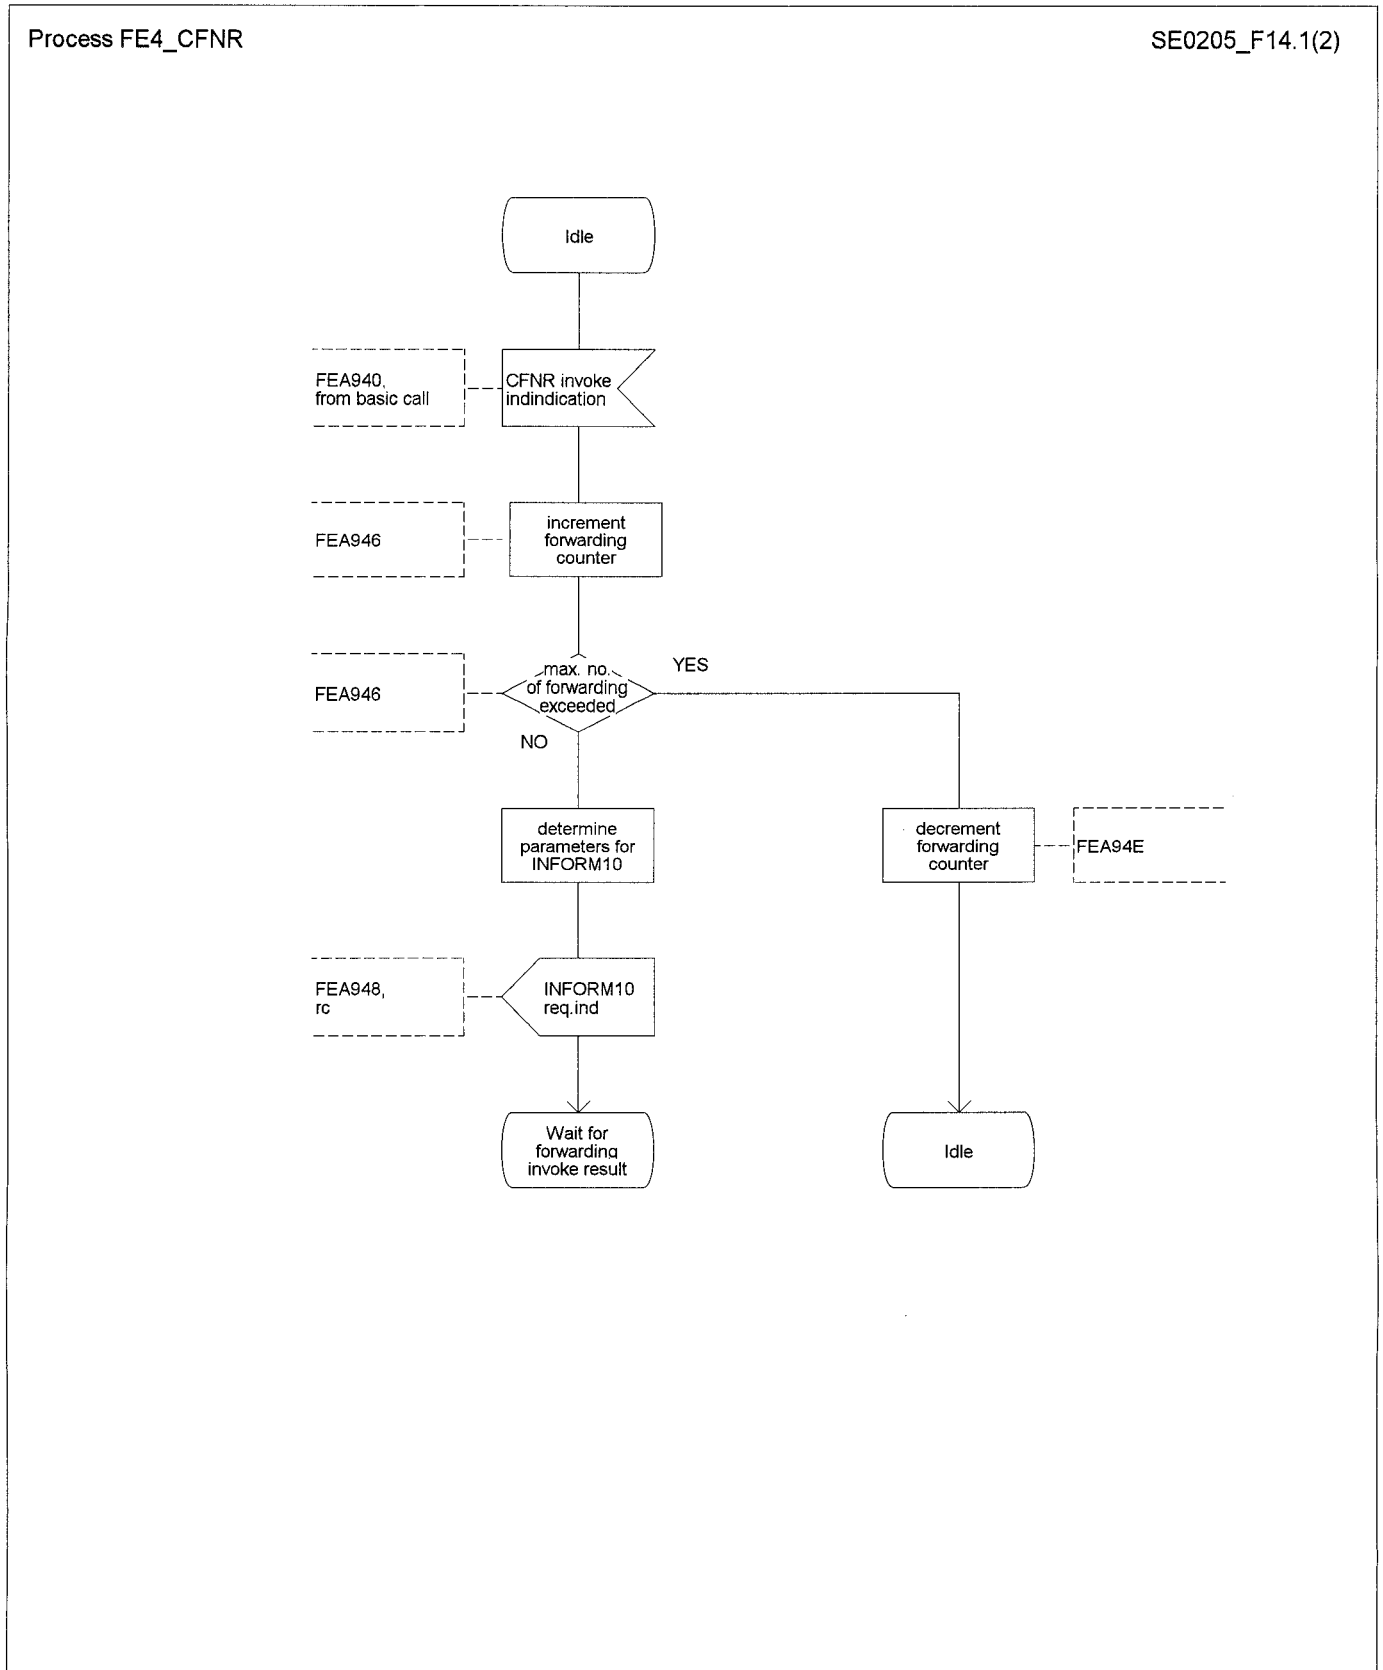 Process FE4_CFNR
SE0205_F14.1(2)
Idle
FEA940,
from basic call
CFNR invoke
indindication
FEA946
increment
forwarding
counter
FEA946
max. no.
of forwarding
exceeded
YES
NO
determine
parameters for
INFORM10
decrement
forwarding
counter
FEA94E
FEA948,
rc
INFORM10
req.ind
Wait for
forwarding
invoke result
Idle